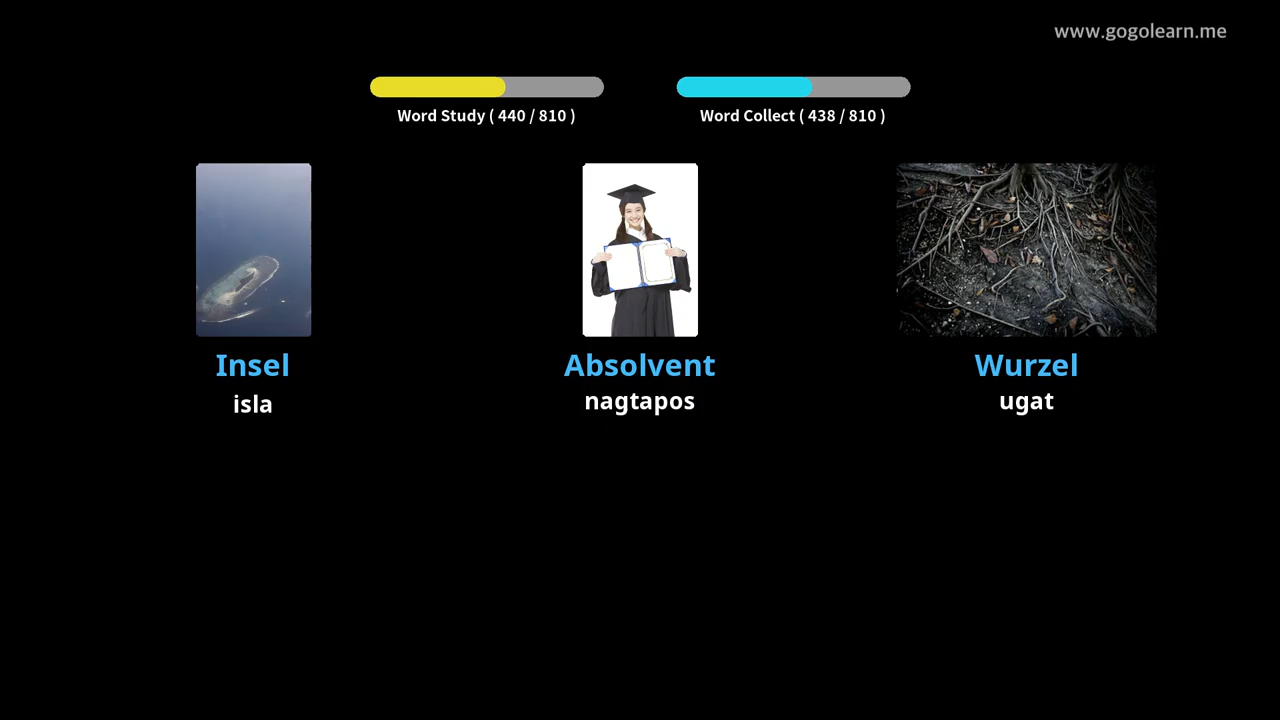 www.gogolearn.me
Word Study ( 440 / 810 )
Word Collect ( 438 / 810 )
Insel
isla
Absolvent
nagtapos
Wurzel
ugat